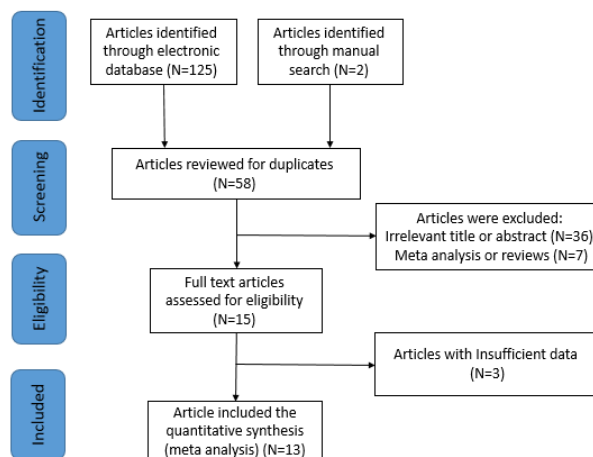 Identification
Articles identified
through electronic
database (N=125)
Articles identified
through manual
search (N=2)
Screening
Articles reviewed for duplicates
(N=58)
Articles were excluded:
Irrelevant title or abstract (N=36)
Meta analysis or reviews (N=7)
Eligibility
Full text articles
assessed for eligibility
(N=15)
Articles with Insufficient data
(N=3)
Included
Article included the
quantitative synthesis
(meta analysis) (N=13)